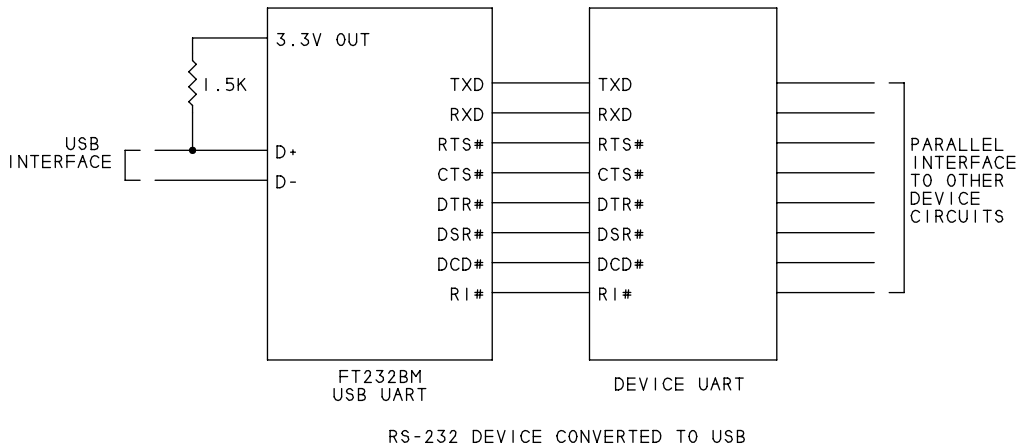 3.3V OUT
1.5K
USB
INTERFACE
D+
D-
TXD
RXD
RTS#
CTS#
DTR#
DSR#
DCD#
RI#
FT232BM
USB UART
TXD
RXD
RTS#
CTS#
DTR#
DSR#
DCD#
RI#
DEVICE UART
PARALLEL
INTERFACE
TO OTHER
DEVICE
CIRCUITS
RS-232 DEVICE CONVERTED TO USB